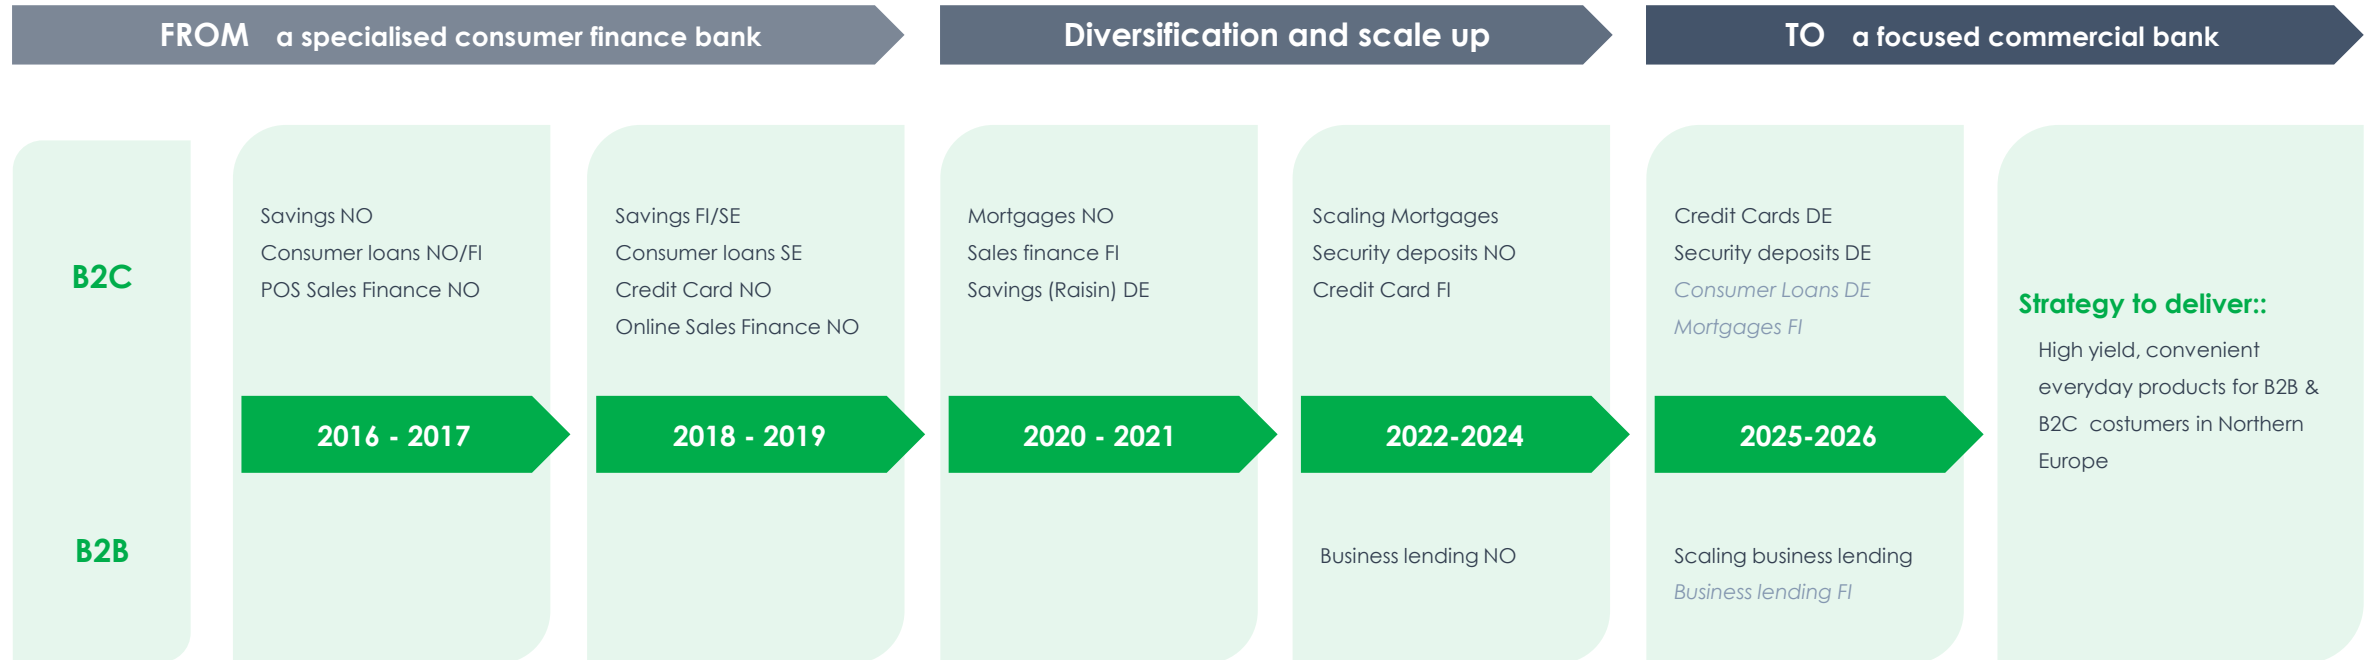 FROM a specialised consumer finance bank
Diversification and scale up
TO a focused commercial bank
B2C
Savings NO
Consumer loans NO/FI
POS Sales Finance NO
Savings FI/SE
Consumer loans SE
Credit Card NO
Online Sales Finance NO
Mortgages NO
Sales finance FI
Savings (Raisin) DE
Scaling Mortgages
Security deposits NO
Credit Card FI
Credit Cards DE
Security deposits DE
Consumer Loans DE
Mortgages FI
2016 - 2017
2018 - 2019
2020 - 2021
2022-2024
2025-2026
B2B
Business lending NO
Scaling business lending
Business lending FI
Strategy to deliver::
High yield, convenient
everyday products for B2B &
B2C costumers in Northern
Europe